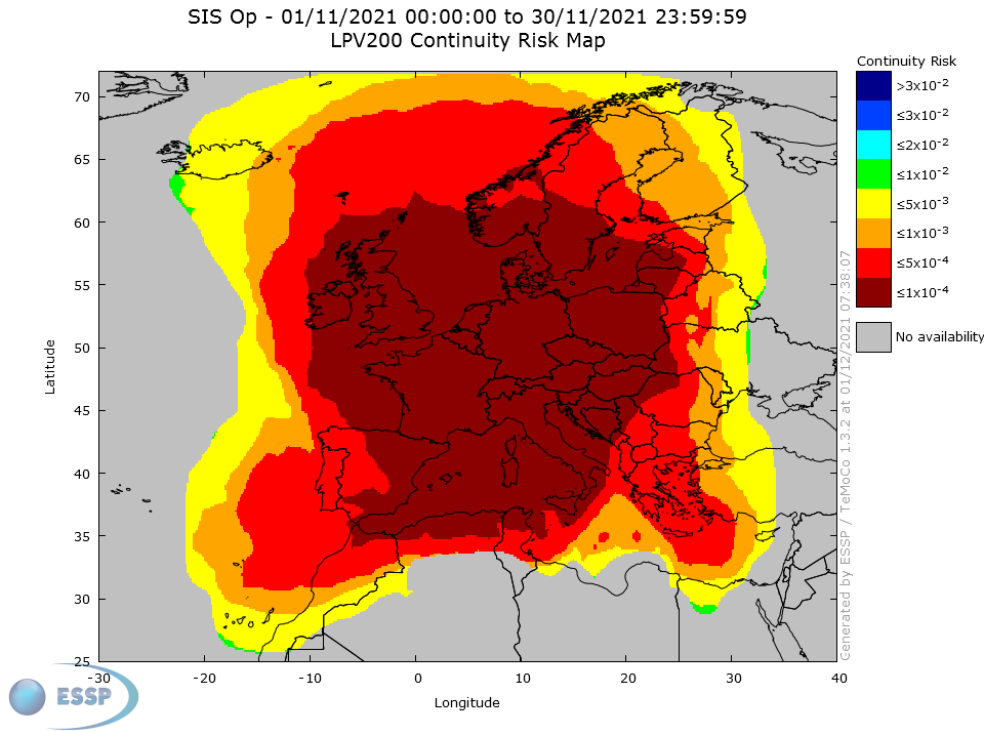 SIS Op - 01/11/2021 00:00:00 to 30/11/2021 23:59:59
LPV200 Continuity Risk Map
Continuity Risk
>3x10⁻²
≤3x10⁻²
≤2x10⁻²
≤1x10⁻²
≤5x10⁻³
≤1x10⁻³
≤5x10⁻⁴
≤1x10⁻⁴
No availability
Latitude
70
65
60
55
50
45
40
35
30
25
-30
-20
-10
0
10
20
30
40
Longitude
Generated by ESSP / TeMoCo 1.3.2 at 01/12/2021 07:38:07
ESSP